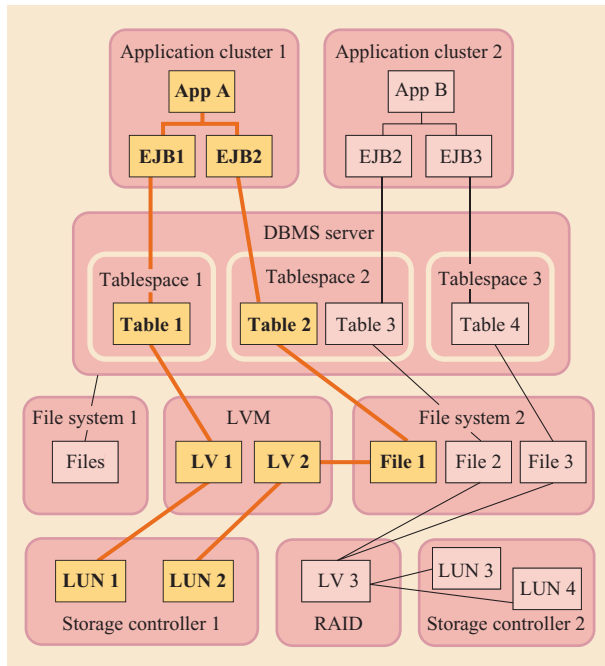 Application cluster 1
Application cluster 2
App A
App B
EJB1
EJB2
EJB2
EJB3
DBMS server
Tablespace 1
Tablespace 2
Tablespace 3
Table 1
Table 2
Table 3
Table 4
File system 1
LVM
File system 2
Files
LV 1
LV 2
File 1
File 2
File 3
LUN 1
LUN 2
LV 3
LUN 3
LUN 4
Storage controller 1
RAID
Storage controller 2